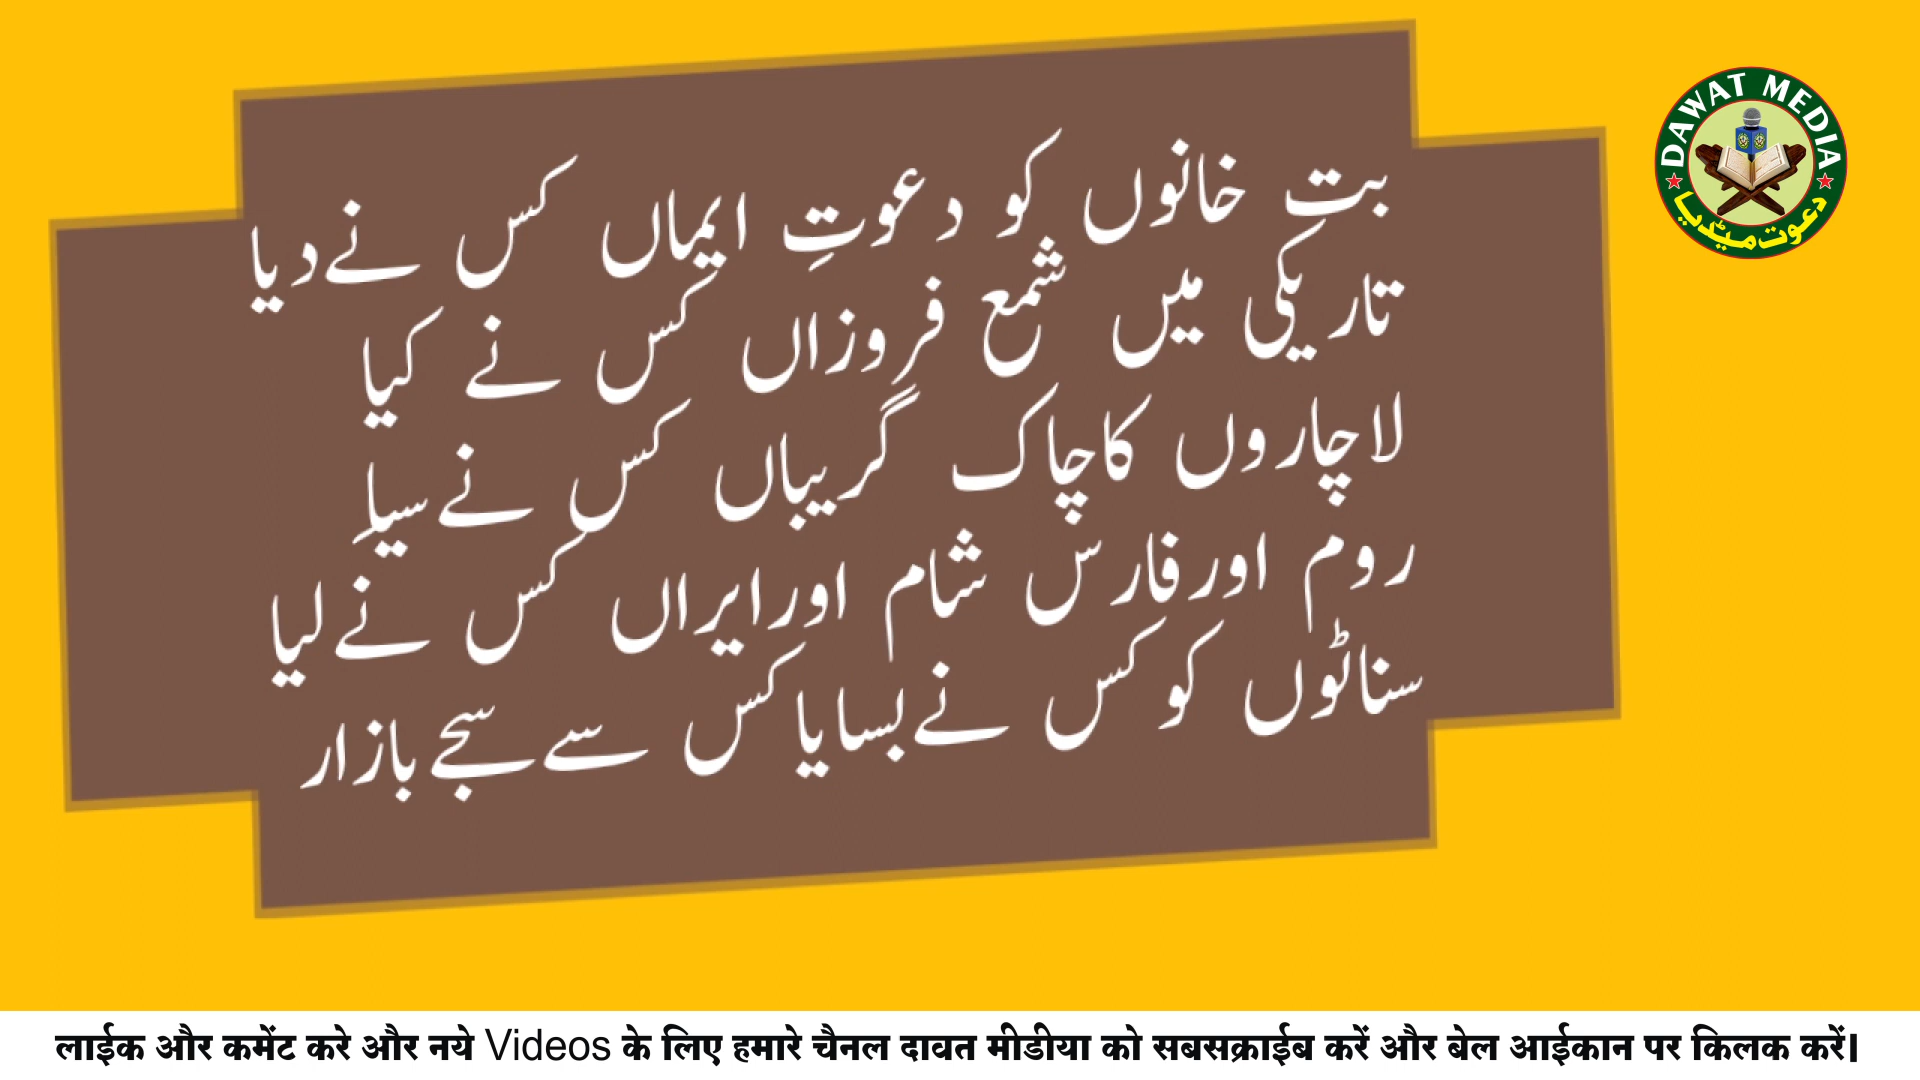 بتِ خانوں کو دعوتِ ایماں کس نے دیا
تاریکی میں شمع فروزاں کس نے کیا
لاچاروں کا چاک گریباں کس نے سیاِ
روم اور فارس شام اور ایراں کس نے لیا
سناٹوں کو کس نے بسایا کس سے سجے بازار
DAWAT MEDIA
دعوت میڈیا
लाईक और कमेंट करे और नये Videos के लिए हमारे चैनल दावत मीडीया को सबसक्राईब करें और बेल आईकान पर किलक करें।